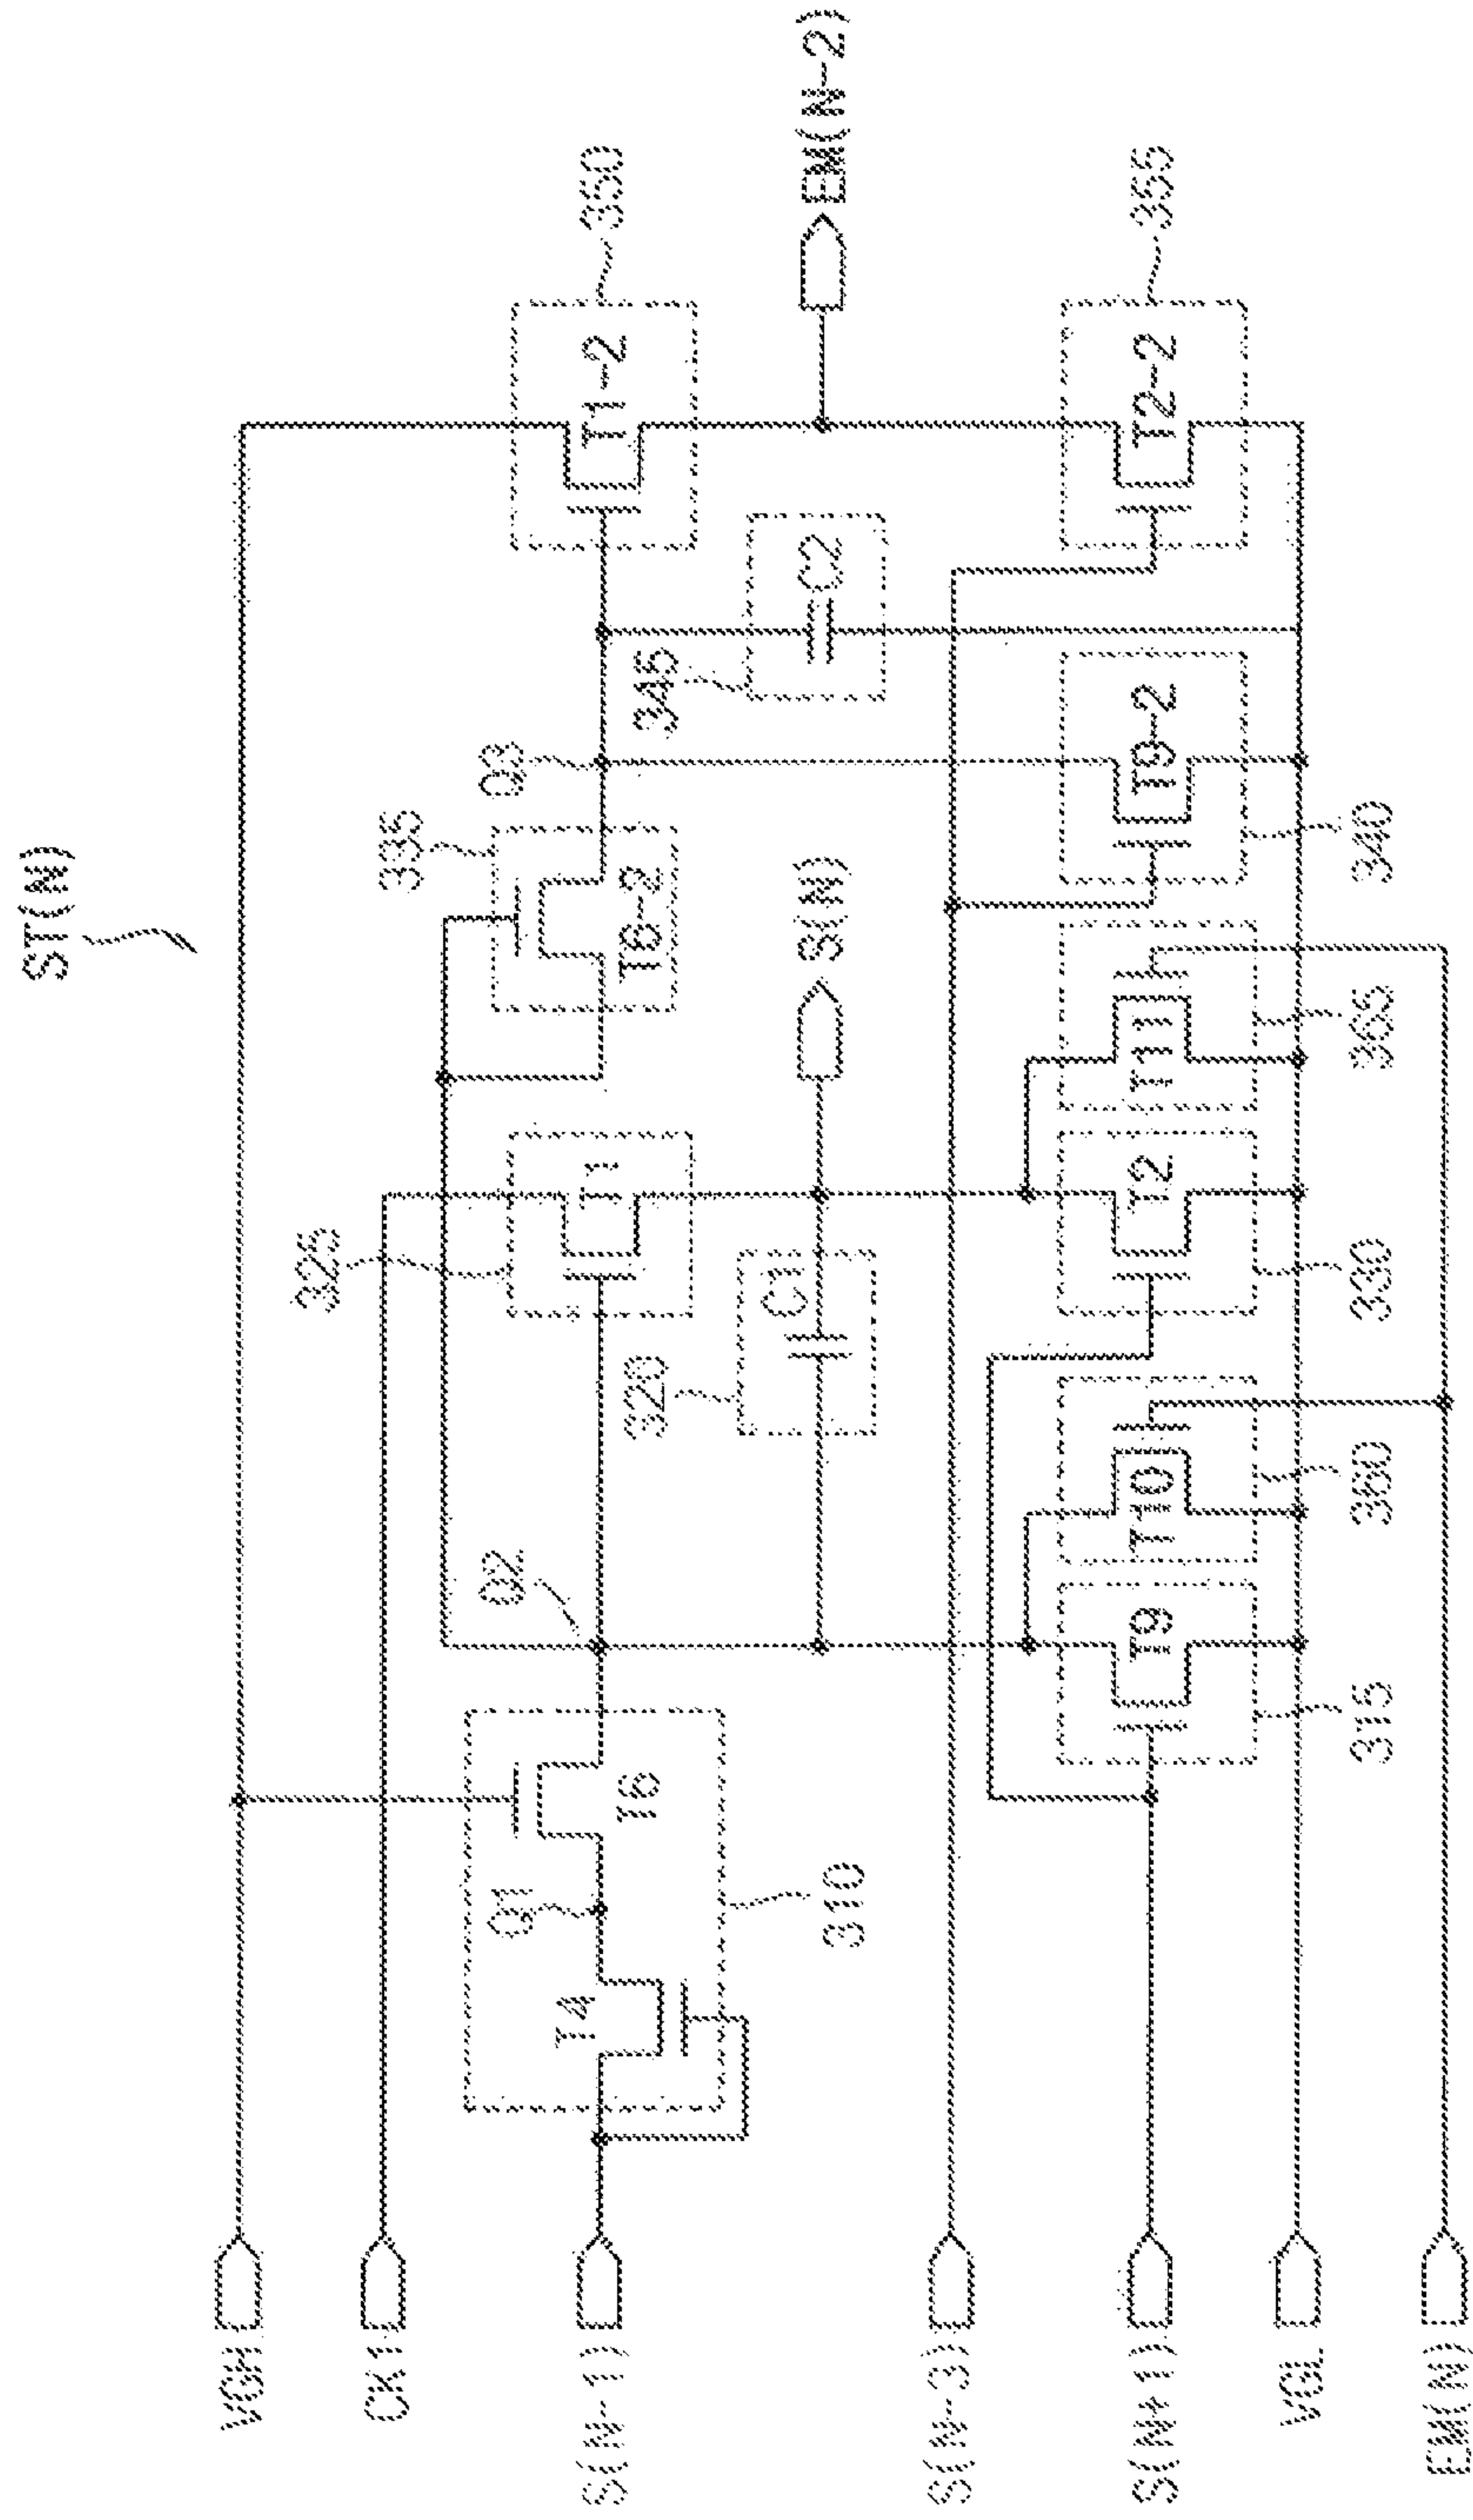 ST(N)
VGH
325
335
CK1
Q1
Q2
Q3
S(N-1)
T4
T1
T1-2
350
T6
320
T6-2
345
C1
S(N)
C2
EM(N-2)
310
S(N-3)
S(N+1)
T9
T10
T2
T11
T9-2
T2-2
355
VGL
315
360
330
365
340
EM(N)